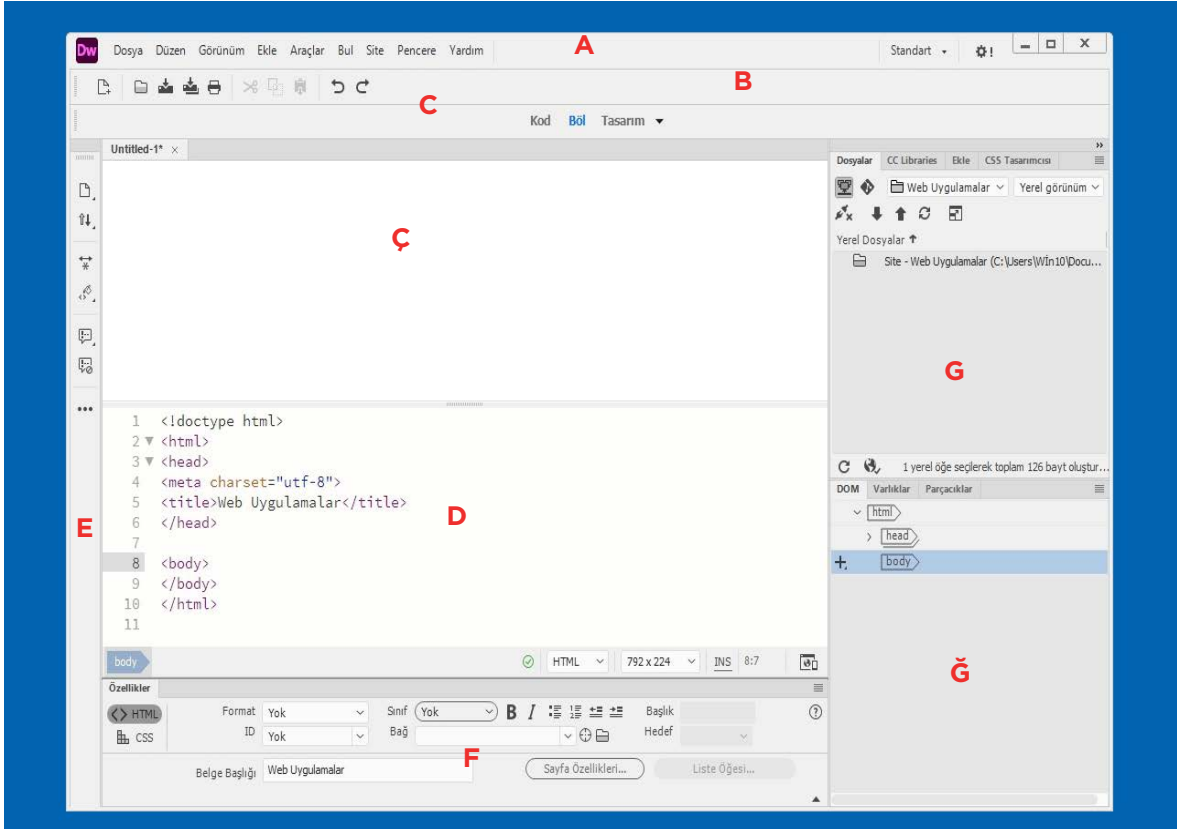 Dw Dosya Düzen Görünüm Ekle Araçlar Bul Site Pencere Yardım A Standart !
B
C
Kod Böl Tasarım
Untitled-1* ×
Dosyalar CC Libraries Ekle CSS Tasarımcısı
Web Uygulamalar Yerel görünüm
Yerel Dosyalar
Site - Web Uygulamalar (C:\Users\Win10\Docu...
Ç
G
1 yerel öğe seçilerek toplam 126 bayt oluştur...
1 <!doctype html>
2 <html>
3 <head>
4 <meta charset="utf-8">
5 <title>Web Uygulamalar</title>
6 </head>
7
8 <body>
9 </body>
10 </html>
11
D
E
DOM Varlıklar Parçacıklar
html
head
body
Ğ
body HTML 792 x 224 INS 8:7
Özellikler
<> HTML Format Yok Sınıf Yok B I Başlık
CSS ID Yok Bağ Hedef
F
Belge Başlığı Web Uygulamalar Sayfa Özellikleri... Liste Öğesi...